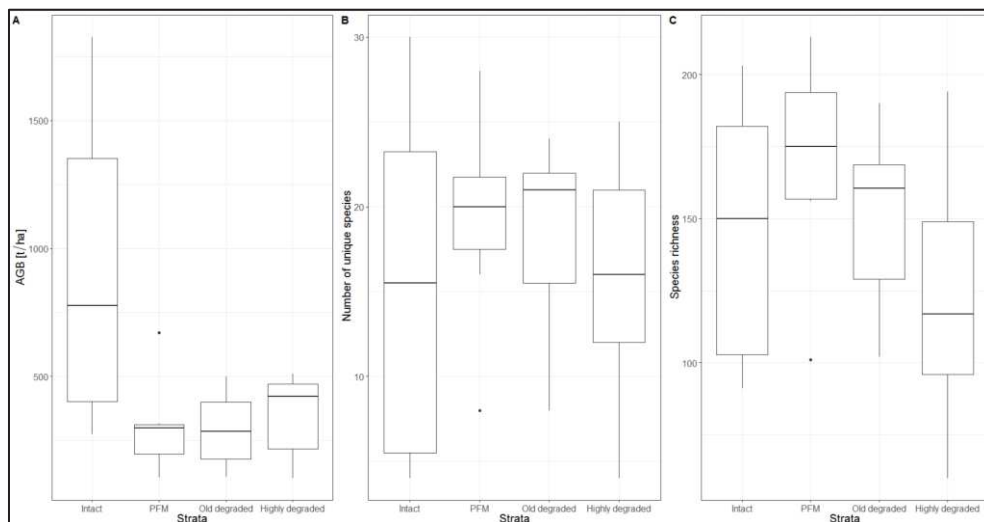 A
AGB [t/ha]
1500
1000
500
Intact
PFM
Old degraded
Highly degraded
Strata
B
Number of unique species
30
20
10
Intact
PFM
Old degraded
Highly degraded
Strata
C
Species richness
200
150
100
Intact
PFM
Old degraded
Highly degraded
Strata